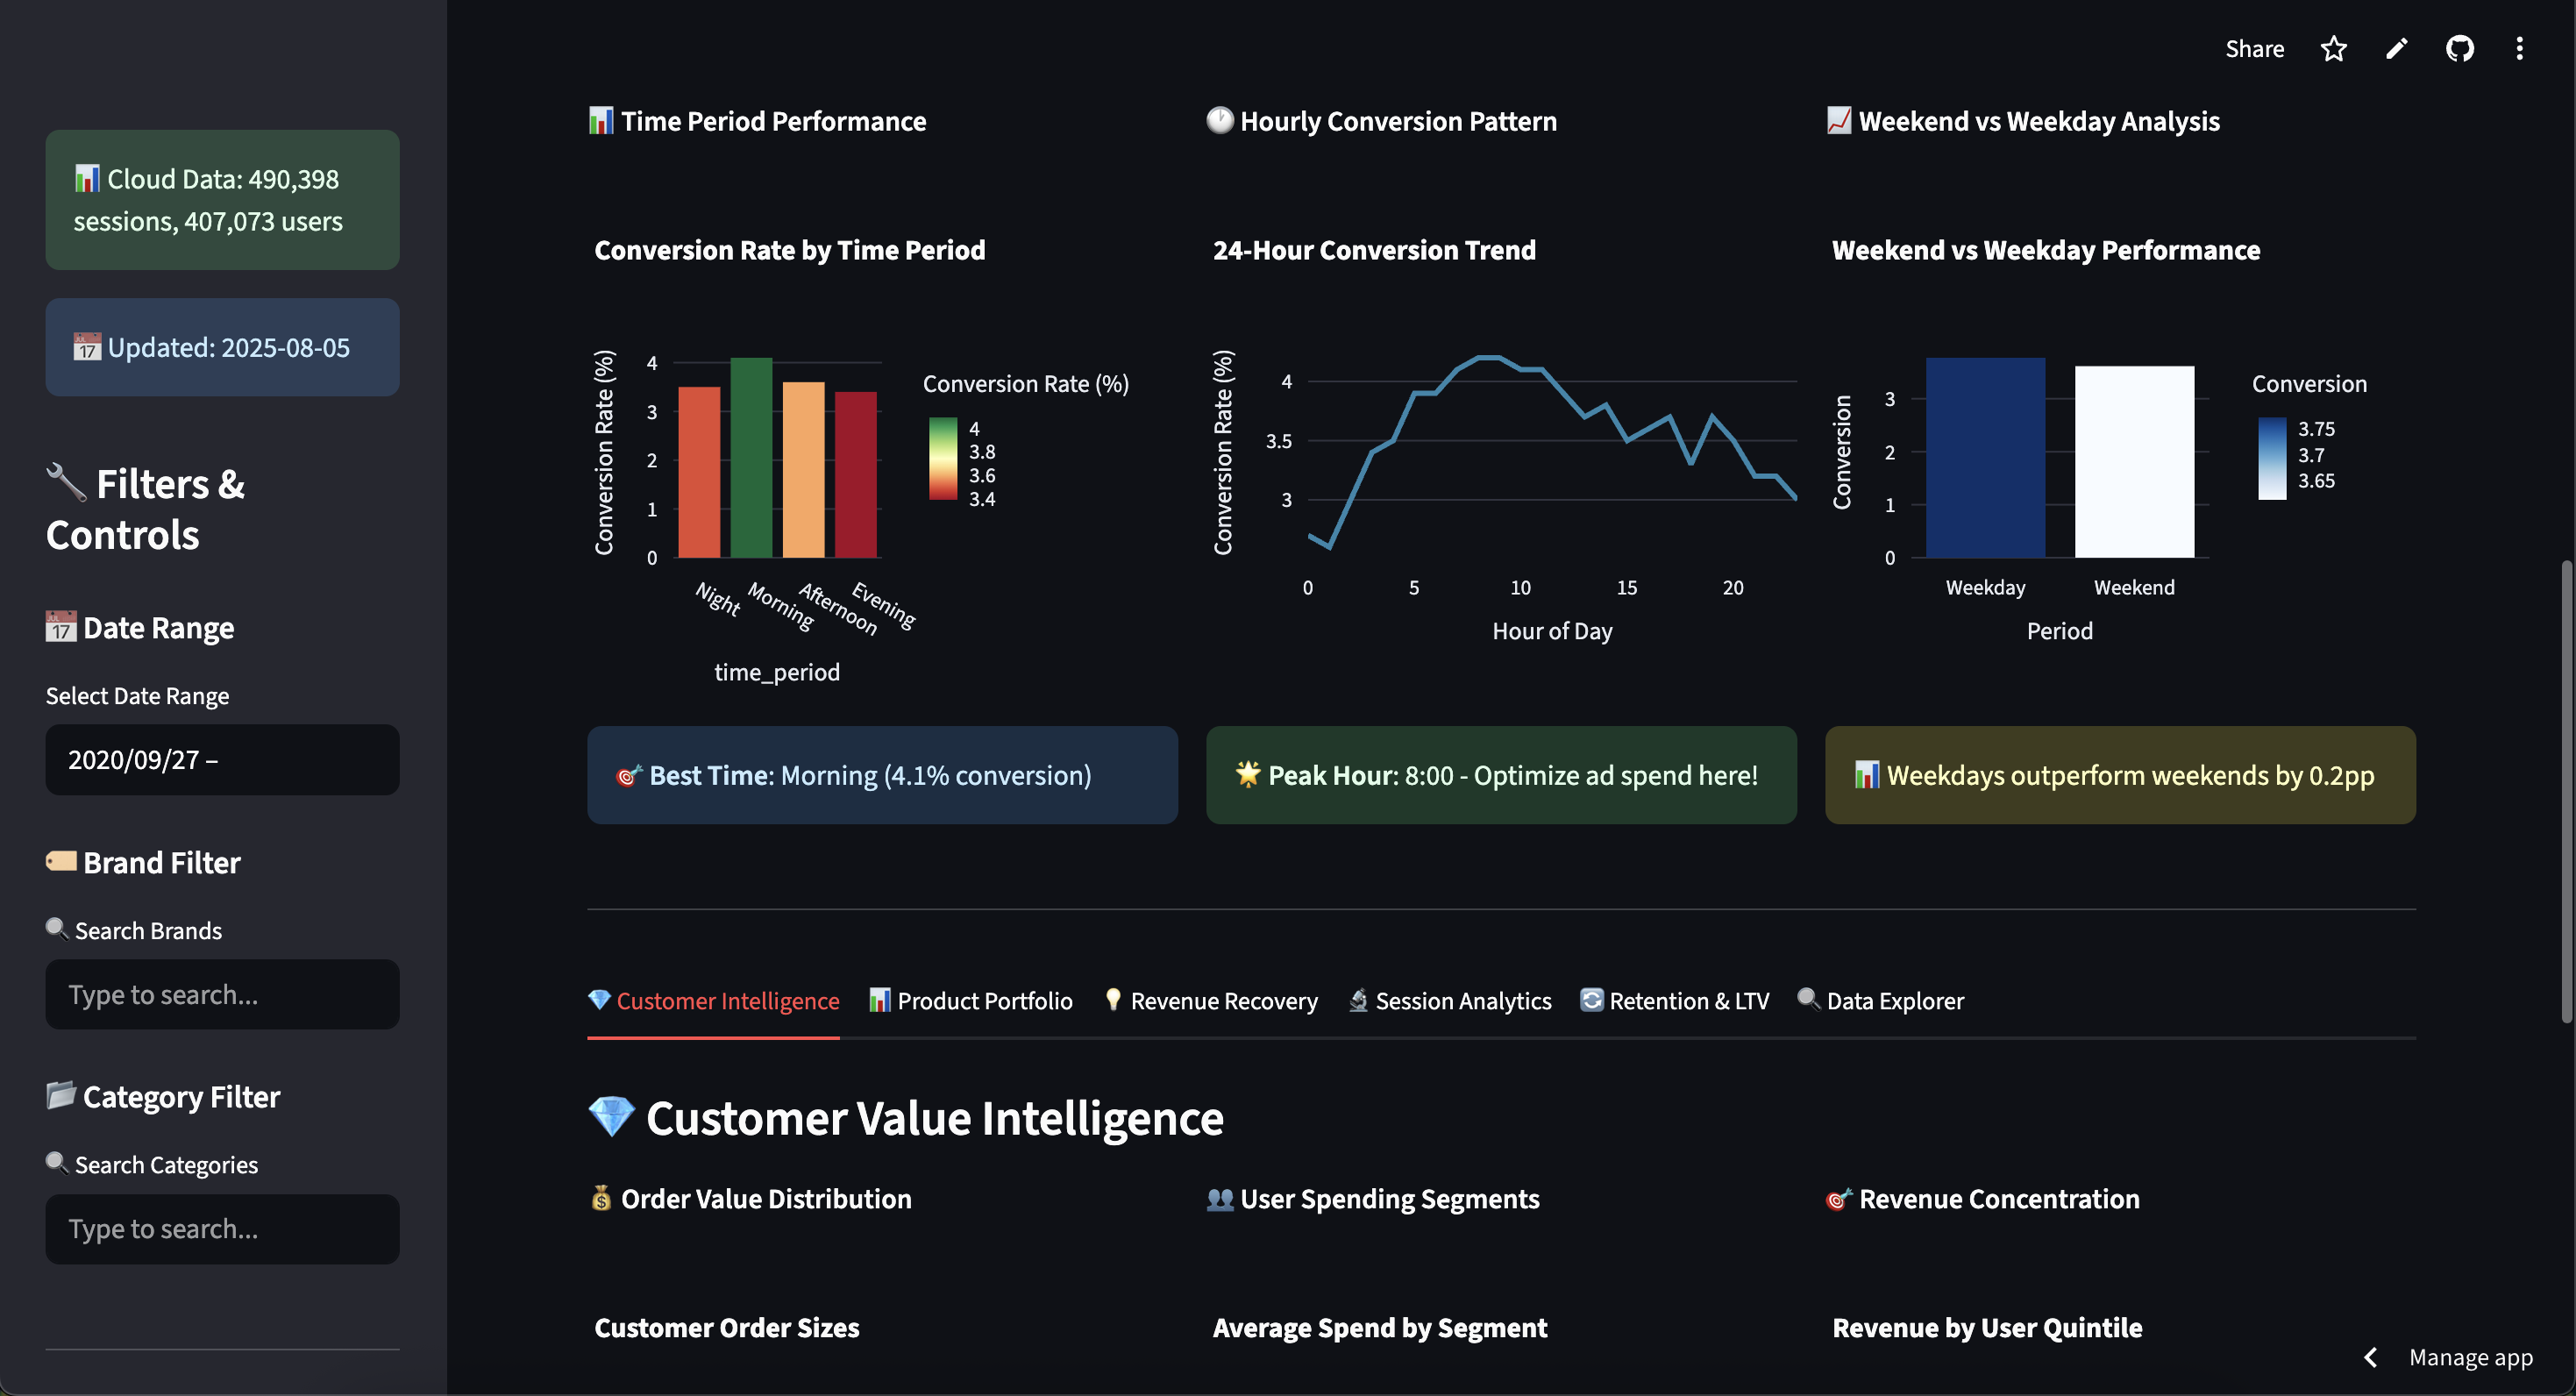 Share
Cloud Data: 490,398
sessions, 407,073 users
JUL
17
Updated: 2025-08-05
Filters &
Controls
JUL
17
Date Range
Select Date Range
2020/09/27 –
Brand Filter
Search Brands
Type to search...
Category Filter
Search Categories
Type to search...
Time Period Performance
Conversion Rate by Time Period
Conversion Rate (%)
4
3
2
1
0
Night
Morning
Afternoon
Evening
time_period
Conversion Rate (%)
4
3.8
3.6
3.4
Best Time: Morning (4.1% conversion)
Hourly Conversion Pattern
24-Hour Conversion Trend
Conversion Rate (%)
4
3.5
3
0
5
10
15
20
Hour of Day
Peak Hour: 8:00 - Optimize ad spend here!
Weekend vs Weekday Analysis
Weekend vs Weekday Performance
Conversion
3
2
1
0
Weekday
Weekend
Period
Conversion
3.75
3.7
3.65
Weekdays outperform weekends by 0.2pp
Customer Intelligence
Product Portfolio
Revenue Recovery
Session Analytics
Retention & LTV
Data Explorer
Customer Value Intelligence
Order Value Distribution
User Spending Segments
Revenue Concentration
Customer Order Sizes
Average Spend by Segment
Revenue by User Quintile
Manage app